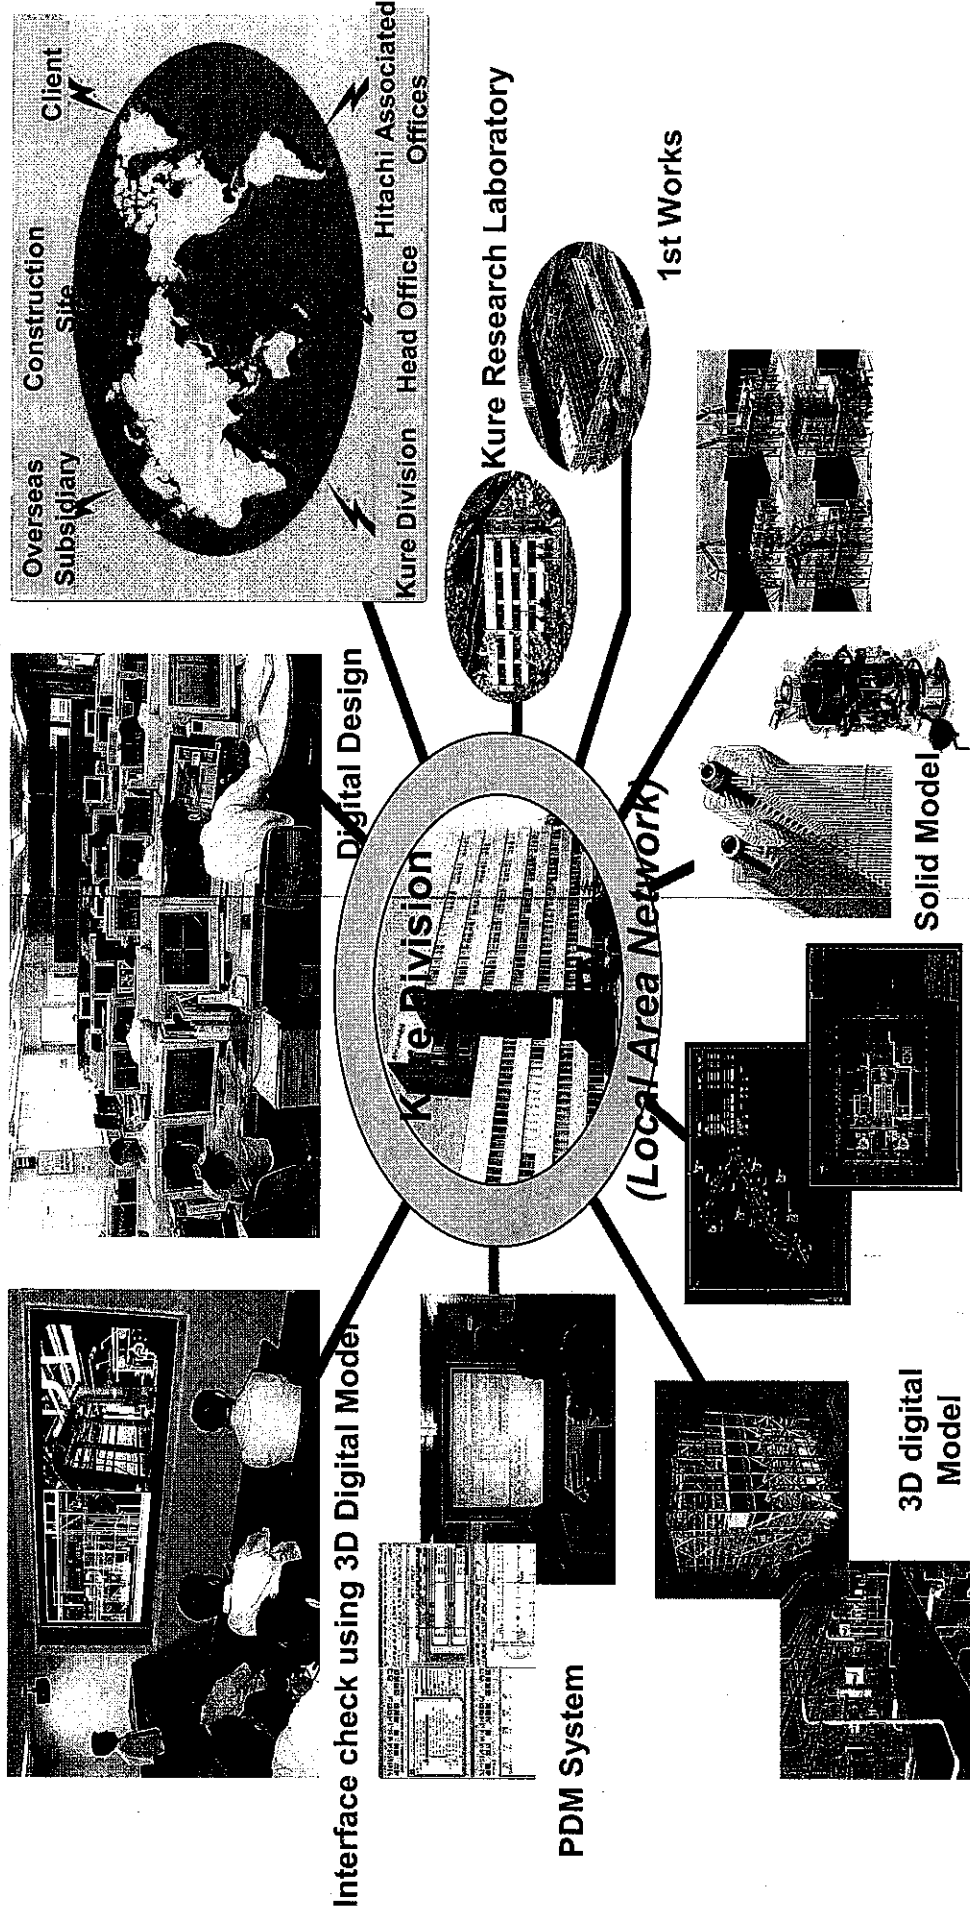 Overseas
Subsidiary
Construction
Site
Client
Kure Division
Head Office
Hitachi Associated
Offices
Interface check using 3D Digital Model
Digital Design
Kure Research Laboratory
1st Works
Kure Division
(Local Area Network)
PDM System
3D digital
Model
Solid Model